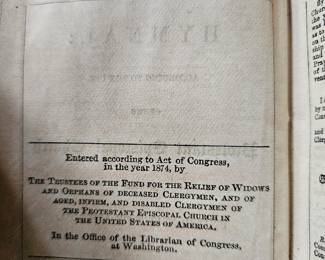 Entered according to Act of Congress,
in the year 1874, by
THE TRUSTEES OF THE FUND FOR THE RELIEF OF WIDOWS
AND ORPHANS OF DECEASED CLERGYMEN, AND OF
AGED, INFIRM, AND DISABLED CLERGYMEN OF
THE PROTESTANT EPISCOPAL CHURCH IN
THE UNITED STATES OF AMERICA.
In the Office of the Librarian of Congress,
at Washington.